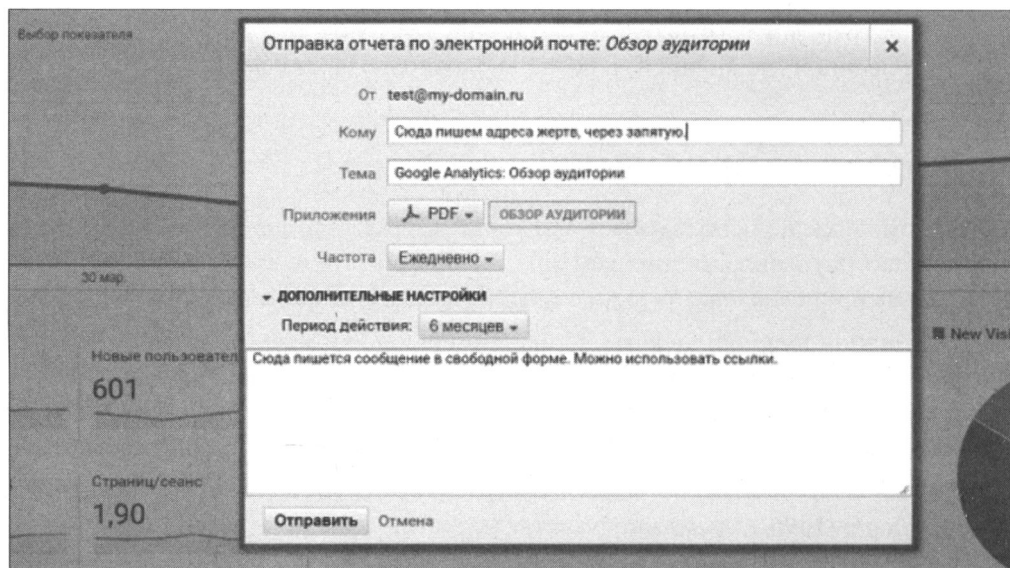 Выбор показателя
Отправка отчета по электронной почте: Обзор аудитории ×
От test@my-domain.ru
Кому Сюда пишем адреса жертв, через запятую.
Тема Google Analytics: Обзор аудитории
Приложения PDF ОБЗОР АУДИТОРИИ
Частота Ежедневно
30 мар.
ДОПОЛНИТЕЛЬНЫЕ НАСТРОЙКИ
Период действия: 6 месяцев
New Visi
Новые пользовател
Сюда пишется сообщение в свободной форме. Можно использовать ссылки.
601
Страниц/сеанс
1,90
Отправить Отмена